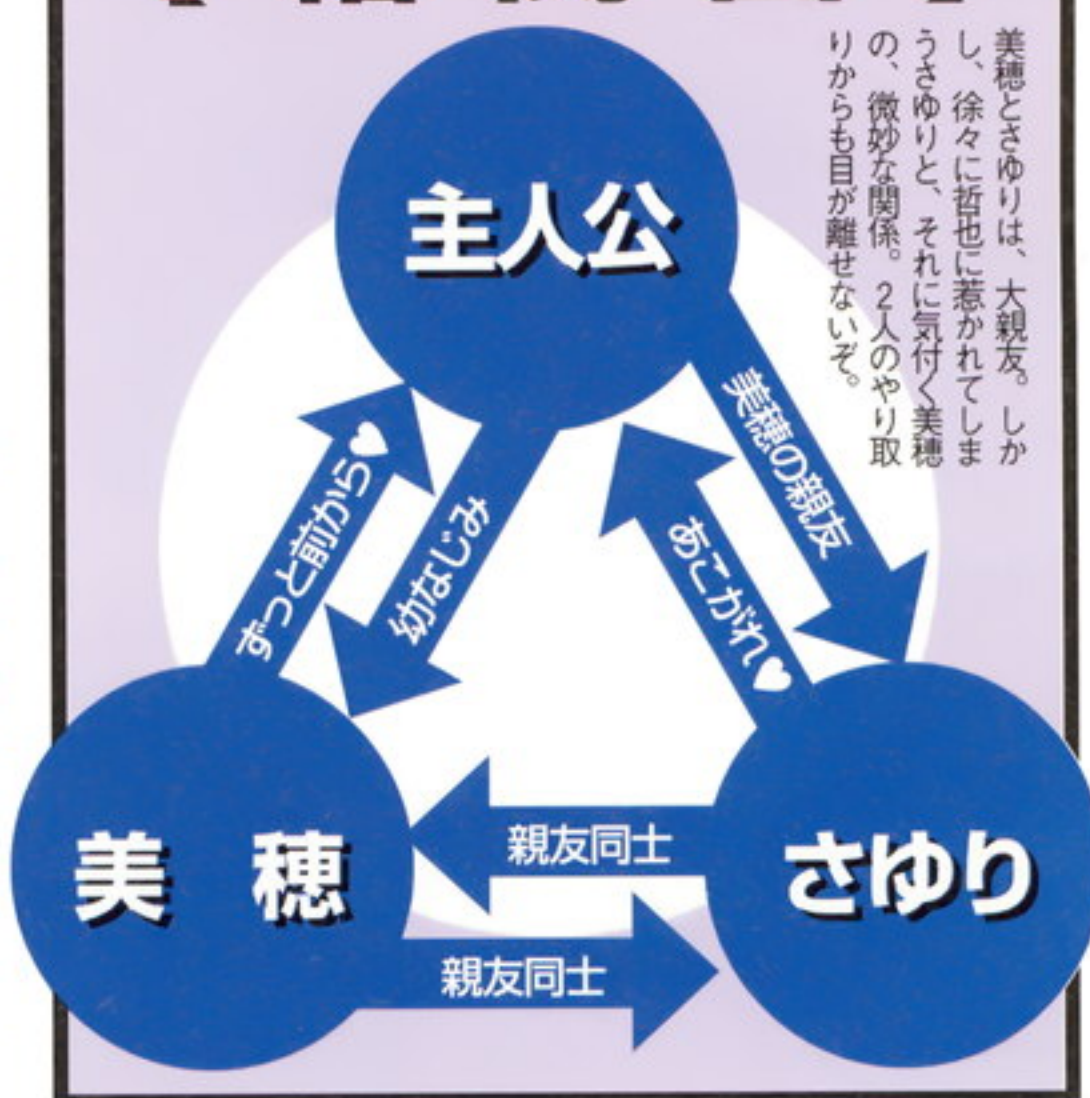 美穂とさゆりは、大親友。しか
し、徐々に哲也に惹かれてしま
うさゆりと、それに気付く美穂
の、微妙な関係。2人のやり取
りからも目が離せないぞ。
主人公
ずっと前から♥
幼なじみ
美穂の親友
あこがれ♥
美 穂
親友同士
親友同士
さゆり